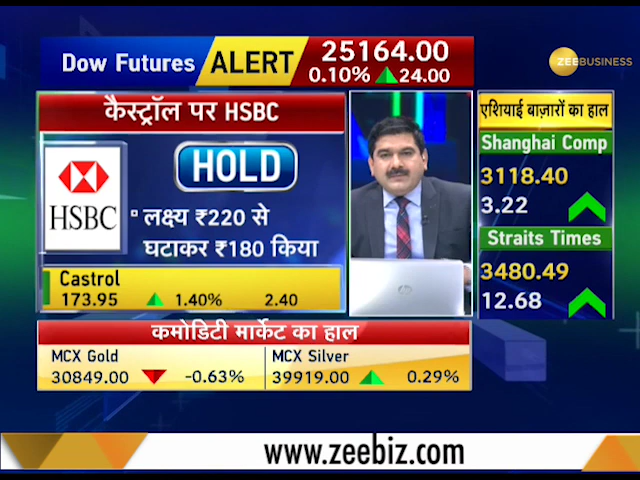 Dow Futures
ALERT
25164.00
0.10% 24.00
ZEEBUSINESS
कैस्ट्रॉल पर HSBC
HSBC
HOLD
लक्ष्य ₹220 से
घटाकर ₹180 किया
Castrol
173.95 1.40% 2.40
एशियाई बाज़ारों का हाल
Shanghai Comp
3118.40
3.22
Straits Times
3480.49
12.68
कमोडिटी मार्केट का हाल
MCX Gold
30849.00 -0.63%
MCX Silver
39919.00 0.29%
www.zeebiz.com